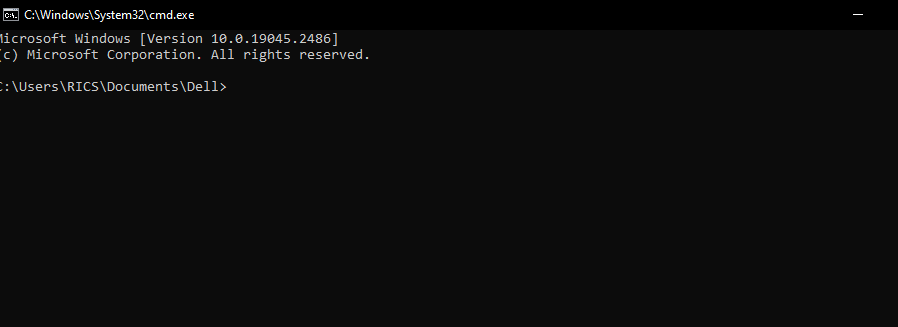 C:\Windows\System32\cmd.exe
Microsoft Windows [Version 10.0.19045.2486]
(c) Microsoft Corporation. All rights reserved.
C:\Users\RICS\Documents\Dell>